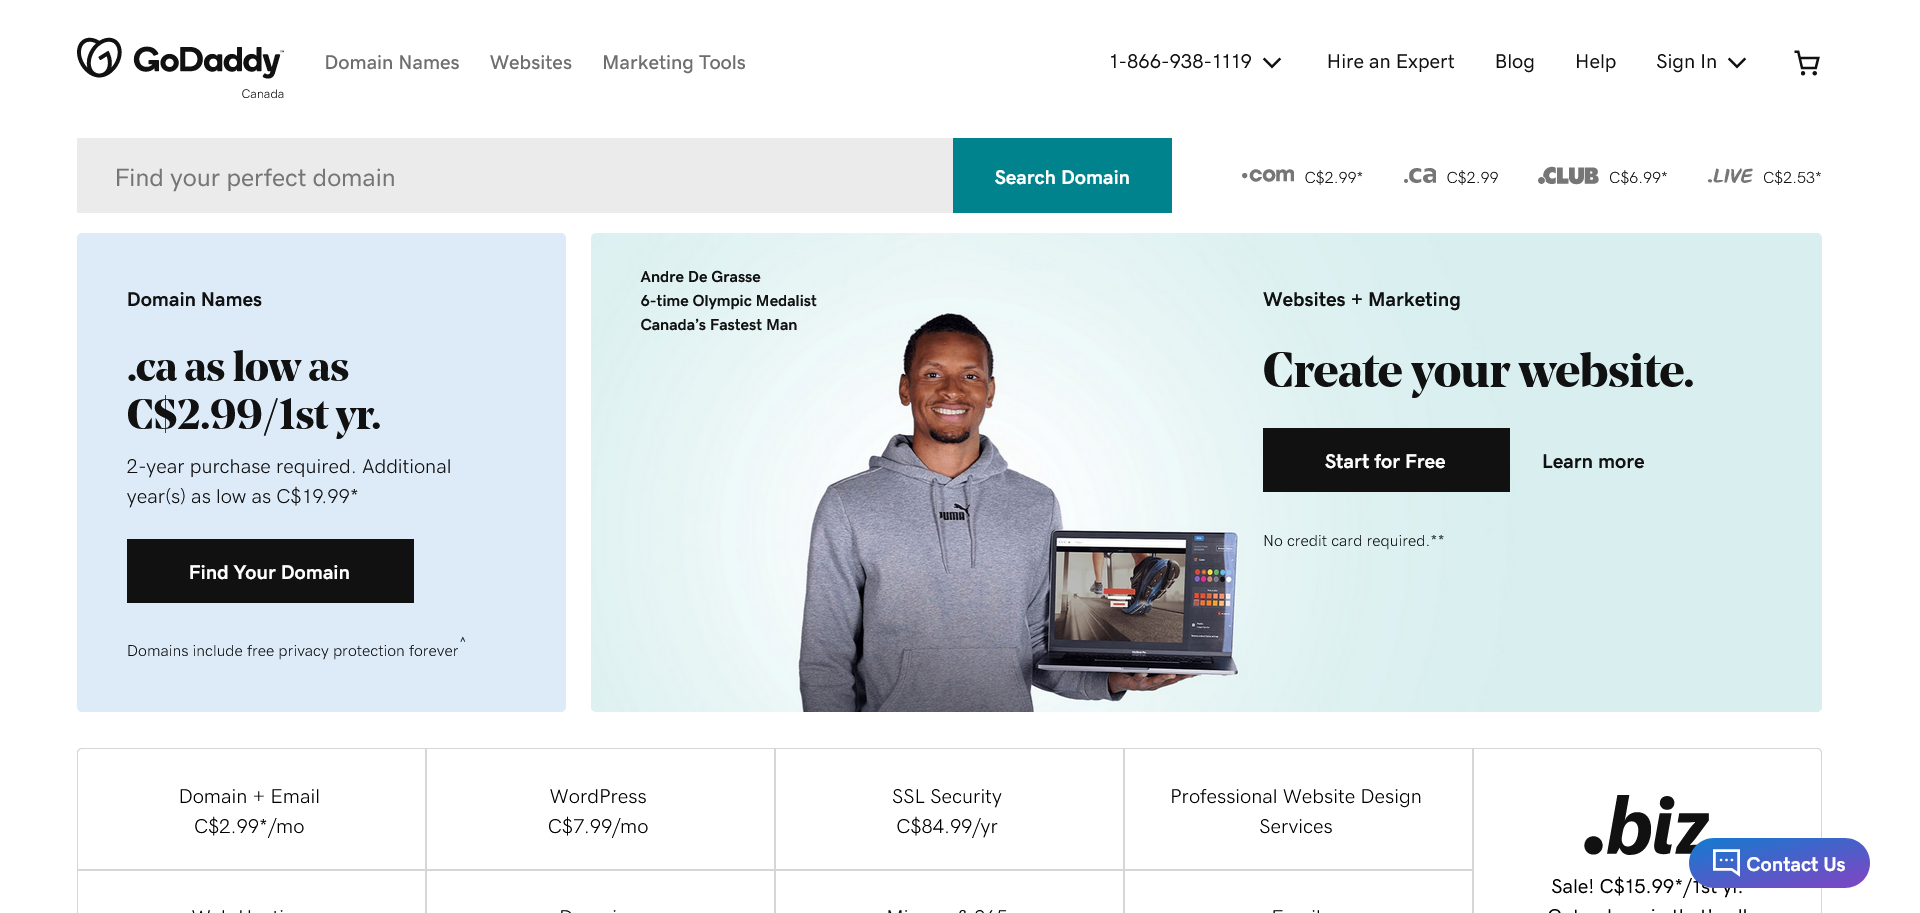 GoDaddy
Canada
Domain Names
Websites
Marketing Tools
1-866-938-1119
Hire an Expert
Blog
Help
Sign In
Find your perfect domain
Search Domain
.com C$2.99*
.ca C$2.99
.CLUB C$6.99*
.LIVE C$2.53*
Domain Names
.ca as low as
C$2.99/1st yr.
2-year purchase required. Additional
year(s) as low as C$19.99*
Find Your Domain
Domains include free privacy protection forever^
Andre De Grasse
6-time Olympic Medalist
Canada's Fastest Man
PUMA
Websites + Marketing
Create your website.
Start for Free
Learn more
No credit card required.**
Domain + Email
C$2.99*/mo
WordPress
C$7.99/mo
SSL Security
C$84.99/yr
Professional Website Design
Services
.biz
Sale! C$15.99*/1st yr.
Contact Us